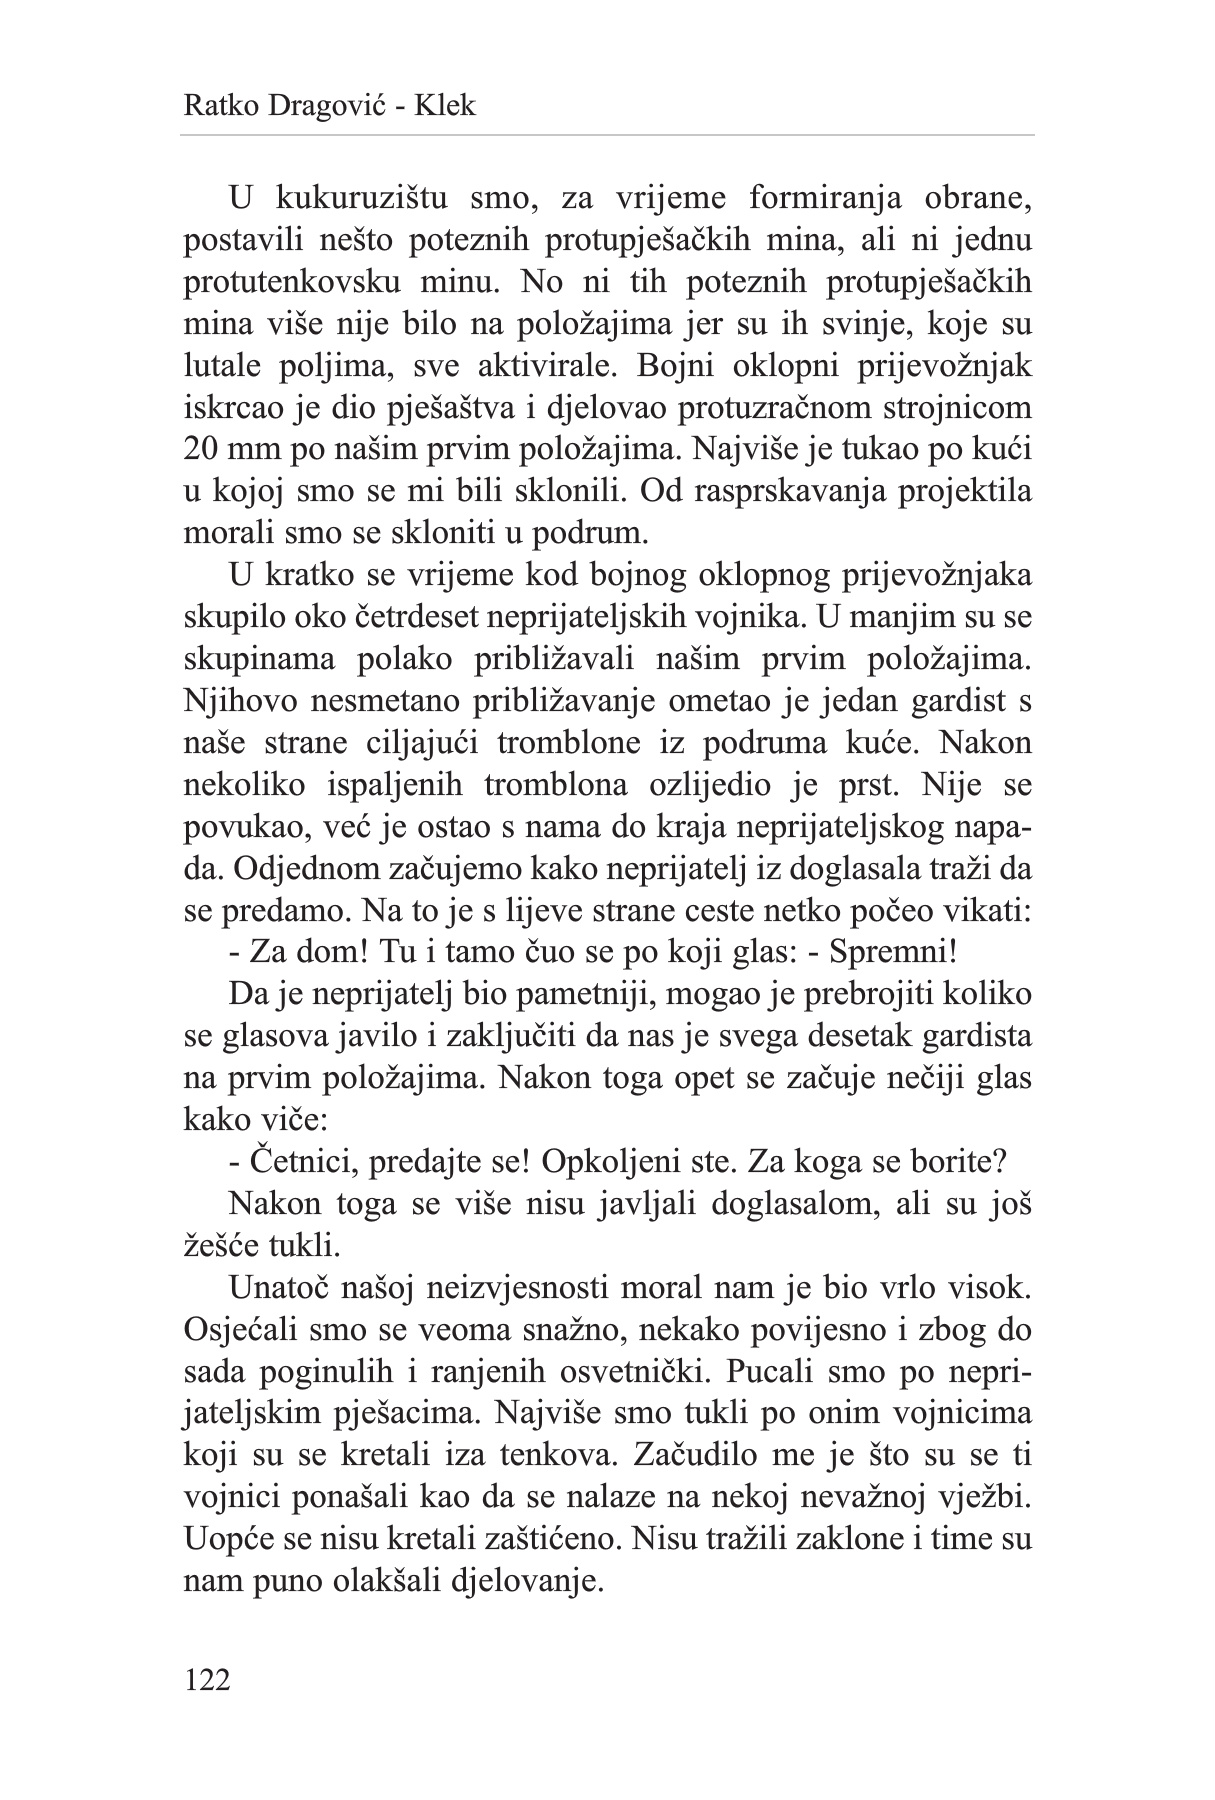 Ratko Dragović - Klek
U kukuruzištu smo, za vrijeme formiranja obrane,
postavili nešto poteznih protupješačkih mina, ali ni jednu
protutenkovsku minu. No ni tih poteznih protupješačkih
mina više nije bilo na položajima jer su ih svinje, koje su
lutale poljima, sve aktivirale. Bojni oklopni prijevožnjak
iskrcao je dio pješaštva i djelovao protuzračnom strojnicom
20 mm po našim prvim položajima. Najviše je tukao po kući
u kojoj smo se mi bili sklonili. Od rasprskavanja projektila
morali smo se skloniti u podrum.
U kratko se vrijeme kod bojnog oklopnog prijevožnjaka
skupilo oko četrdeset neprijateljskih vojnika. U manjim su se
skupinama polako približavali našim prvim položajima.
Njihovo nesmetano približavanje ometao je jedan gardist s
naše strane ciljajući tromblone iz podruma kuće. Nakon
nekoliko ispaljenih tromblona ozlijedio je prst. Nije se
povukao, već je ostao s nama do kraja neprijateljskog napa-
da. Odjednom začujemo kako neprijatelj iz doglasala traži da
se predamo. Na to je s lijeve strane ceste netko počeo vikati:
- Za dom! Tu i tamo čuo se po koji glas: - Spremni!
Da je neprijatelj bio pametniji, mogao je prebrojiti koliko
se glasova javilo i zaključiti da nas je svega desetak gardista
na prvim položajima. Nakon toga opet se začuje nečiji glas
kako viče:
- Četnici, predajte se! Opkoljeni ste. Za koga se borite?
Nakon toga se više nisu javljali doglasalom, ali su još
žešće tukli.
Unatoč našoj neizvjesnosti moral nam je bio vrlo visok.
Osjećali smo se veoma snažno, nekako povijesno i zbog do
sada poginulih i ranjenih osvetnički. Pucali smo po nepri-
jateljskim pješacima. Najviše smo tukli po onim vojnicima
koji su se kretali iza tenkova. Začudilo me je što su se ti
vojnici ponašali kao da se nalaze na nekoj nevažnoj vježbi.
Uopće se nisu kretali zaštićeno. Nisu tražili zaklone i time su
nam puno olakšali djelovanje.
122